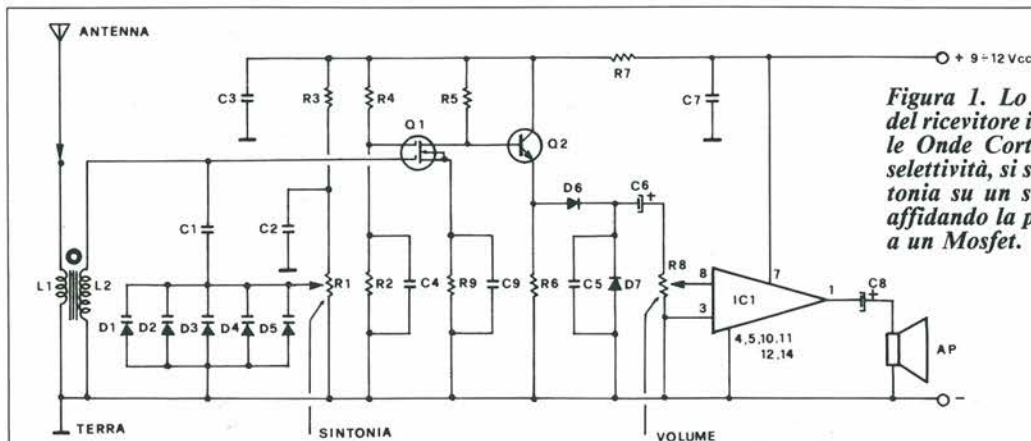 ANTENNA
+ 9 ÷ 12 Vcc
R7
C3
R3
R4
R5
C7
Q1
Q2
Figura 1. Lo
del ricevitore i
le Onde Cort
selettività, si s
tonia su un s
affidando la p
a un Mosfet.
D6
C6
+
C1
C2
L1
L2
R1
R2
C4
R9
C9
R6
C5
D7
R8
8
7
3
IC1
1
C8
+
D1
D2
D3
D4
D5
4,5,10,11
12,14
AP
TERRA
SINTONIA
VOLUME
−